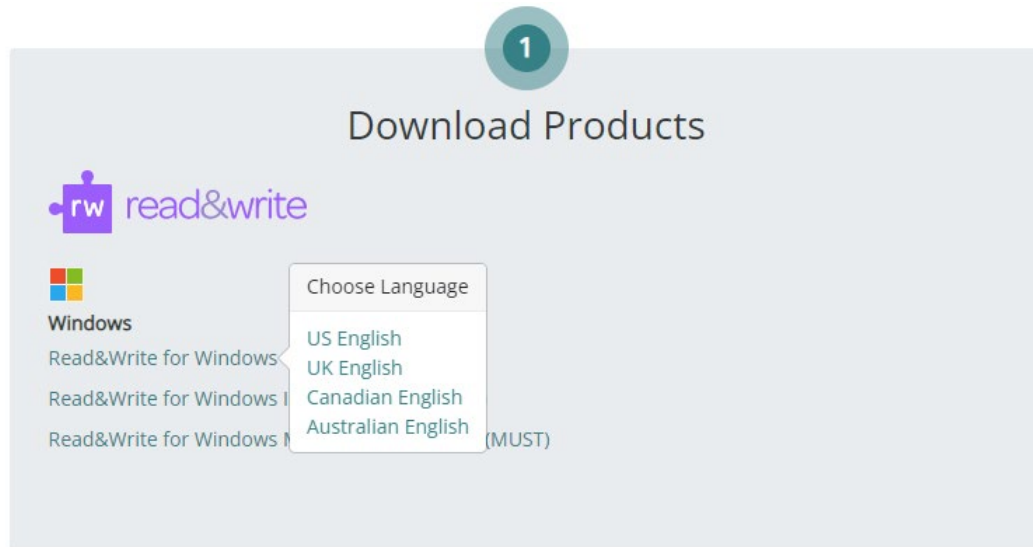 1
Download Products
rw read&write
Windows
Choose Language
US English
UK English
Canadian English
Australian English
Read&Write for Windows
Read&Write for Windows
Read&Write for Windows (MUST)